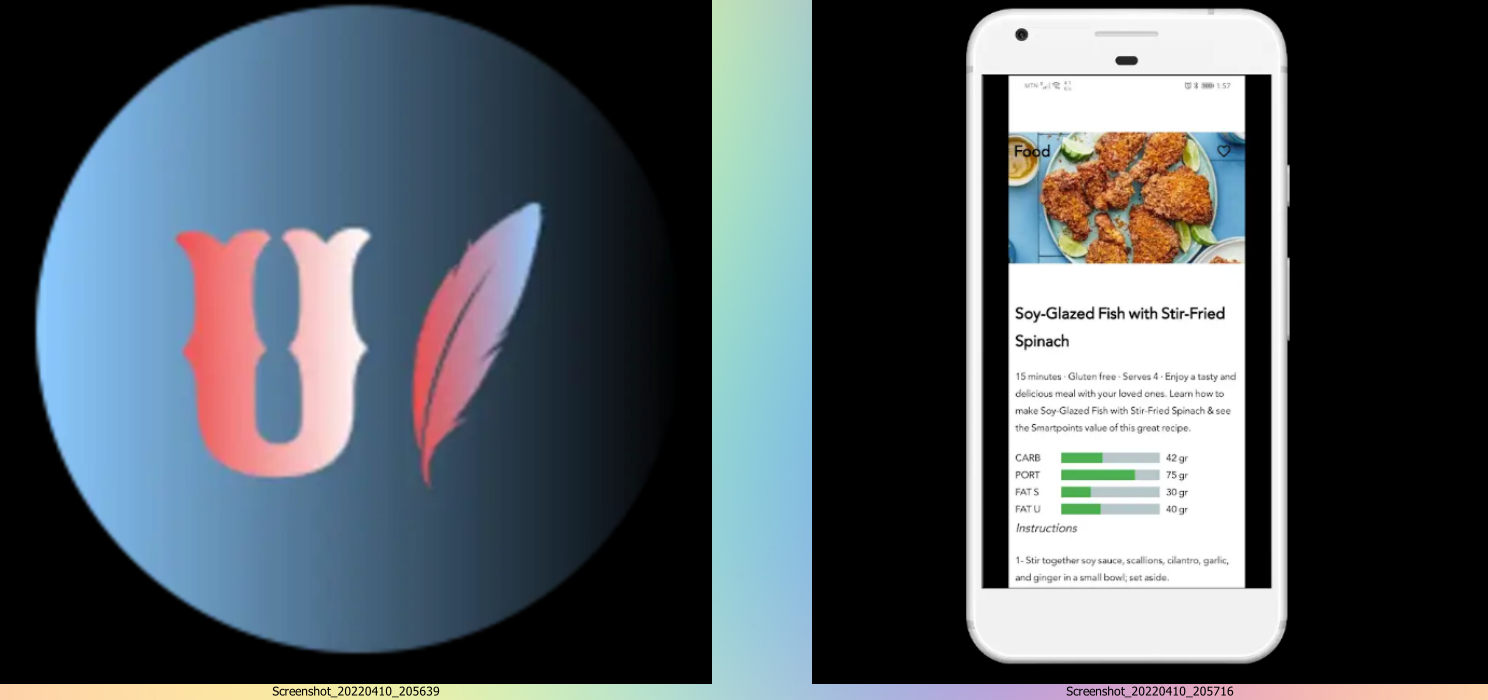 U
MTN
1:57
Food
Soy-Glazed Fish with Stir-Fried
Spinach
15 minutes · Gluten free · Serves 4 · Enjoy a tasty and
delicious meal with your loved ones. Learn how to
make Soy-Glazed Fish with Stir-Fried Spinach & see
the Smartpoints value of this great recipe.
CARB 42 gr
PORT 75 gr
FAT S 30 gr
FAT U 40 gr
Instructions
1- Stir together soy sauce, scallions, cilantro, garlic,
and ginger in a small bowl; set aside.
Screenshot_20220410_205639
Screenshot_20220410_205716